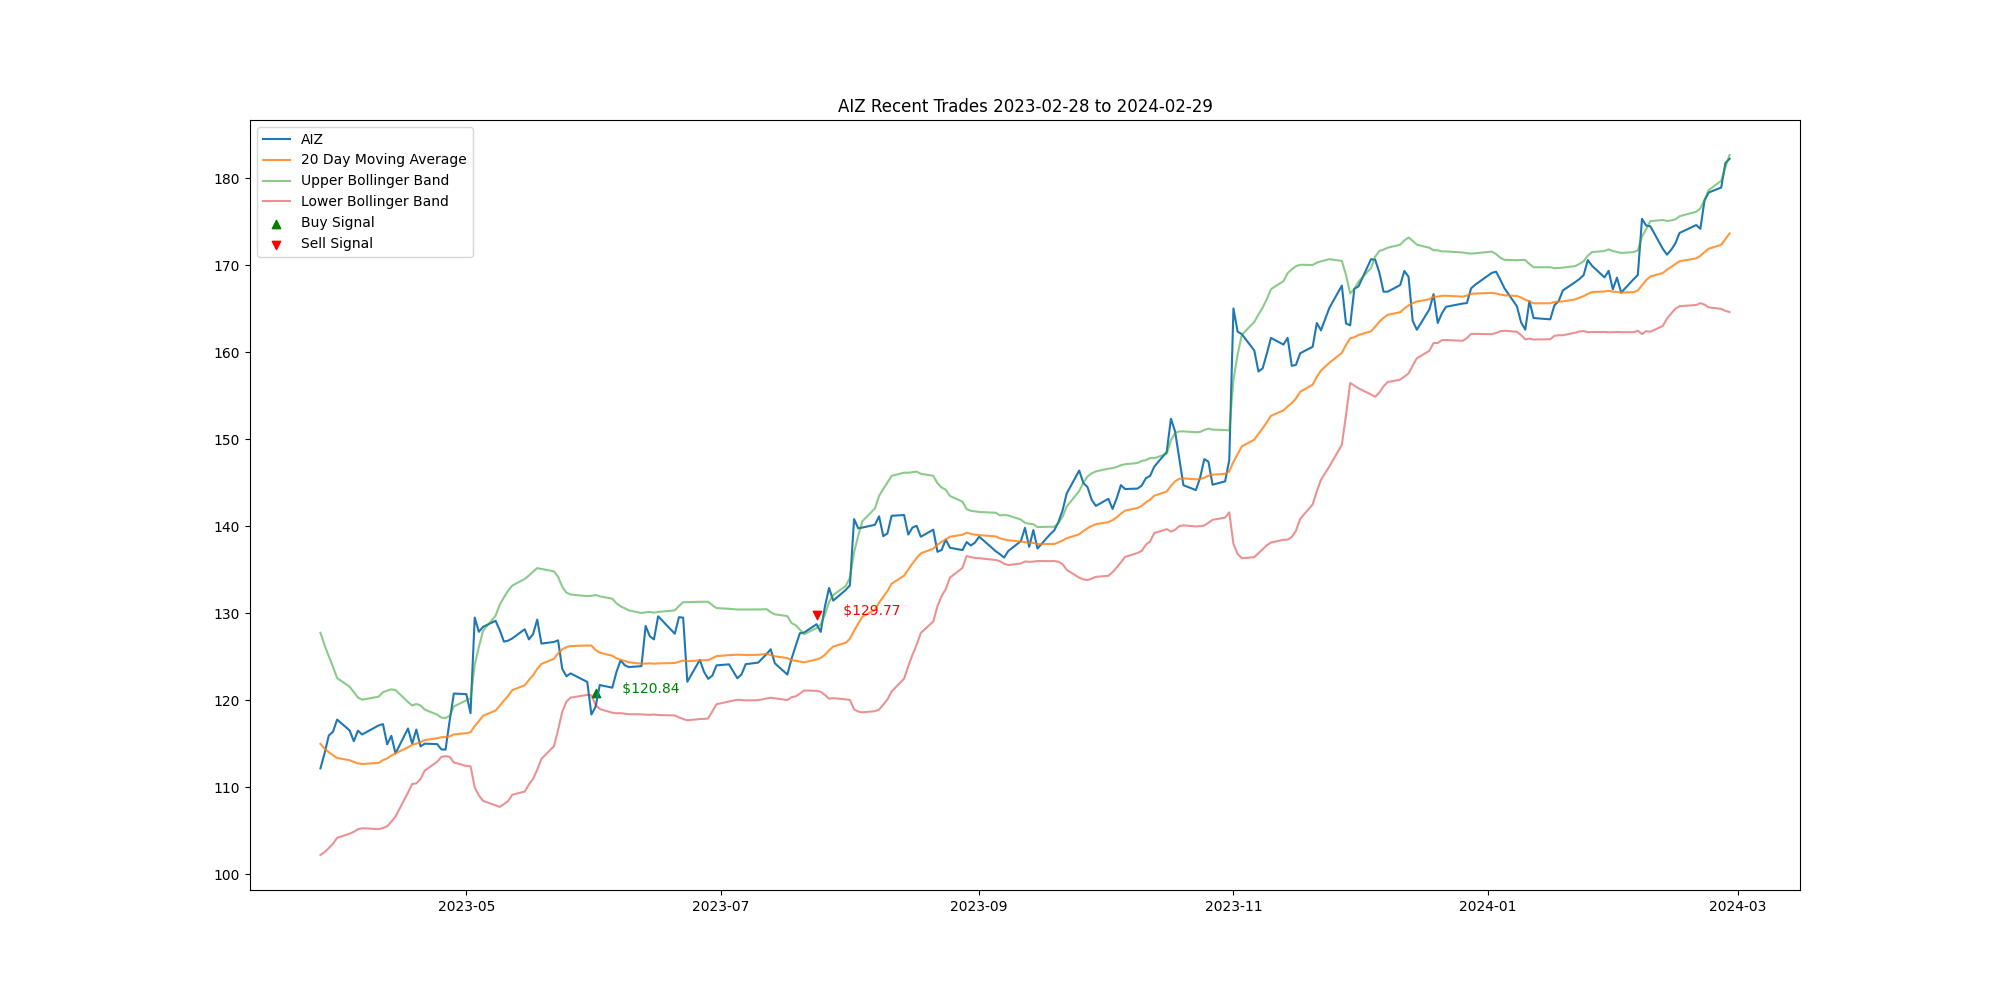 AIZ Recent Trades 2023-02-28 to 2024-02-29
AIZ
20 Day Moving Average
Upper Bollinger Band
Lower Bollinger Band
Buy Signal
Sell Signal
180
170
160
150
140
130
120
110
100
$129.77
$120.84
2023-05
2023-07
2023-09
2023-11
2024-01
2024-03